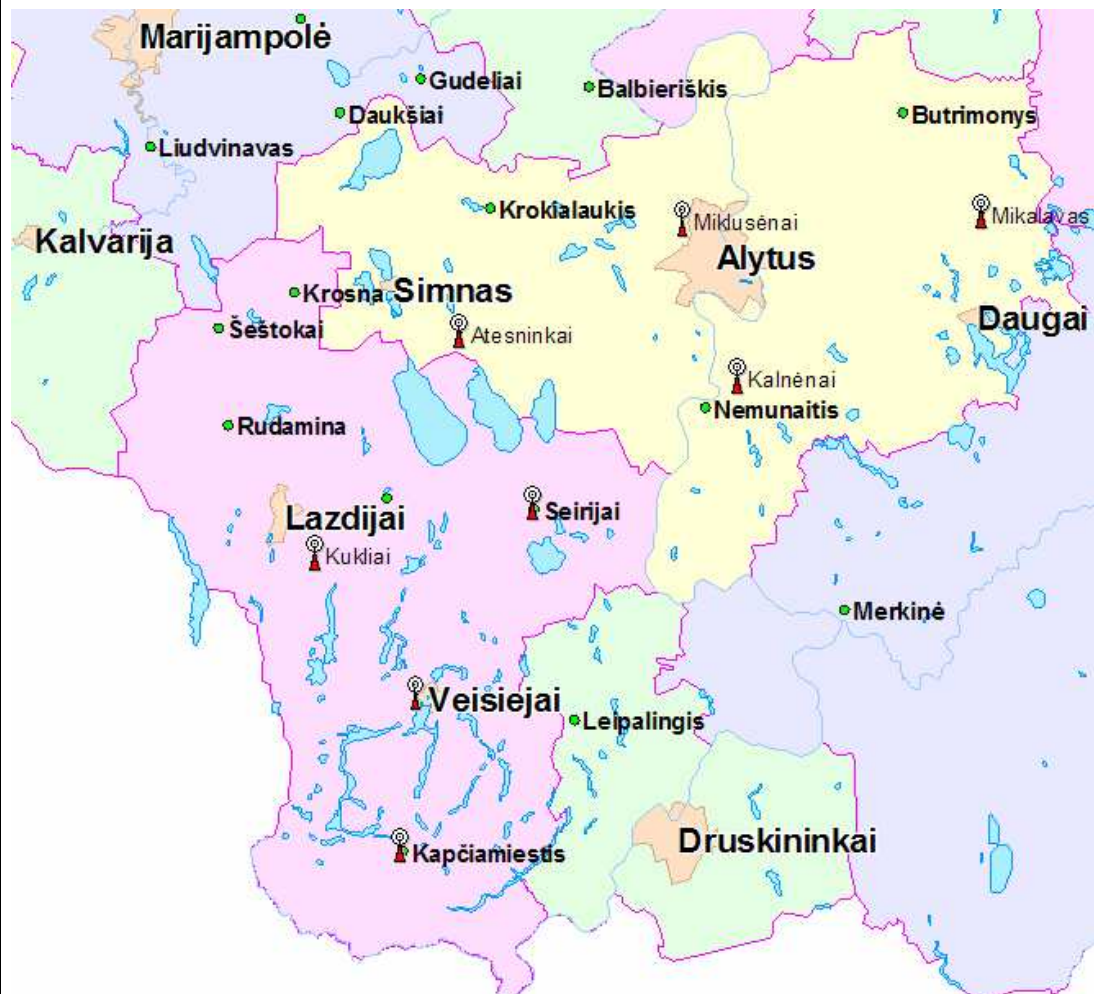 Marijampolė
Gudeliai
Balbieriškis
Daukšiai
Butrimonys
Liudvinavas
Krokialaukis
Miklusėnai
Mikalavas
Kalvarija
Alytus
Krosna
Simnas
Šeštokai
Atesninkai
Daugai
Kalnėnai
Nemunaitis
Rudamina
Lazdijai
Seirijai
Kukliai
Merkinė
Veisiejai
Leipalingis
Druskininkai
Kapčiamiestis